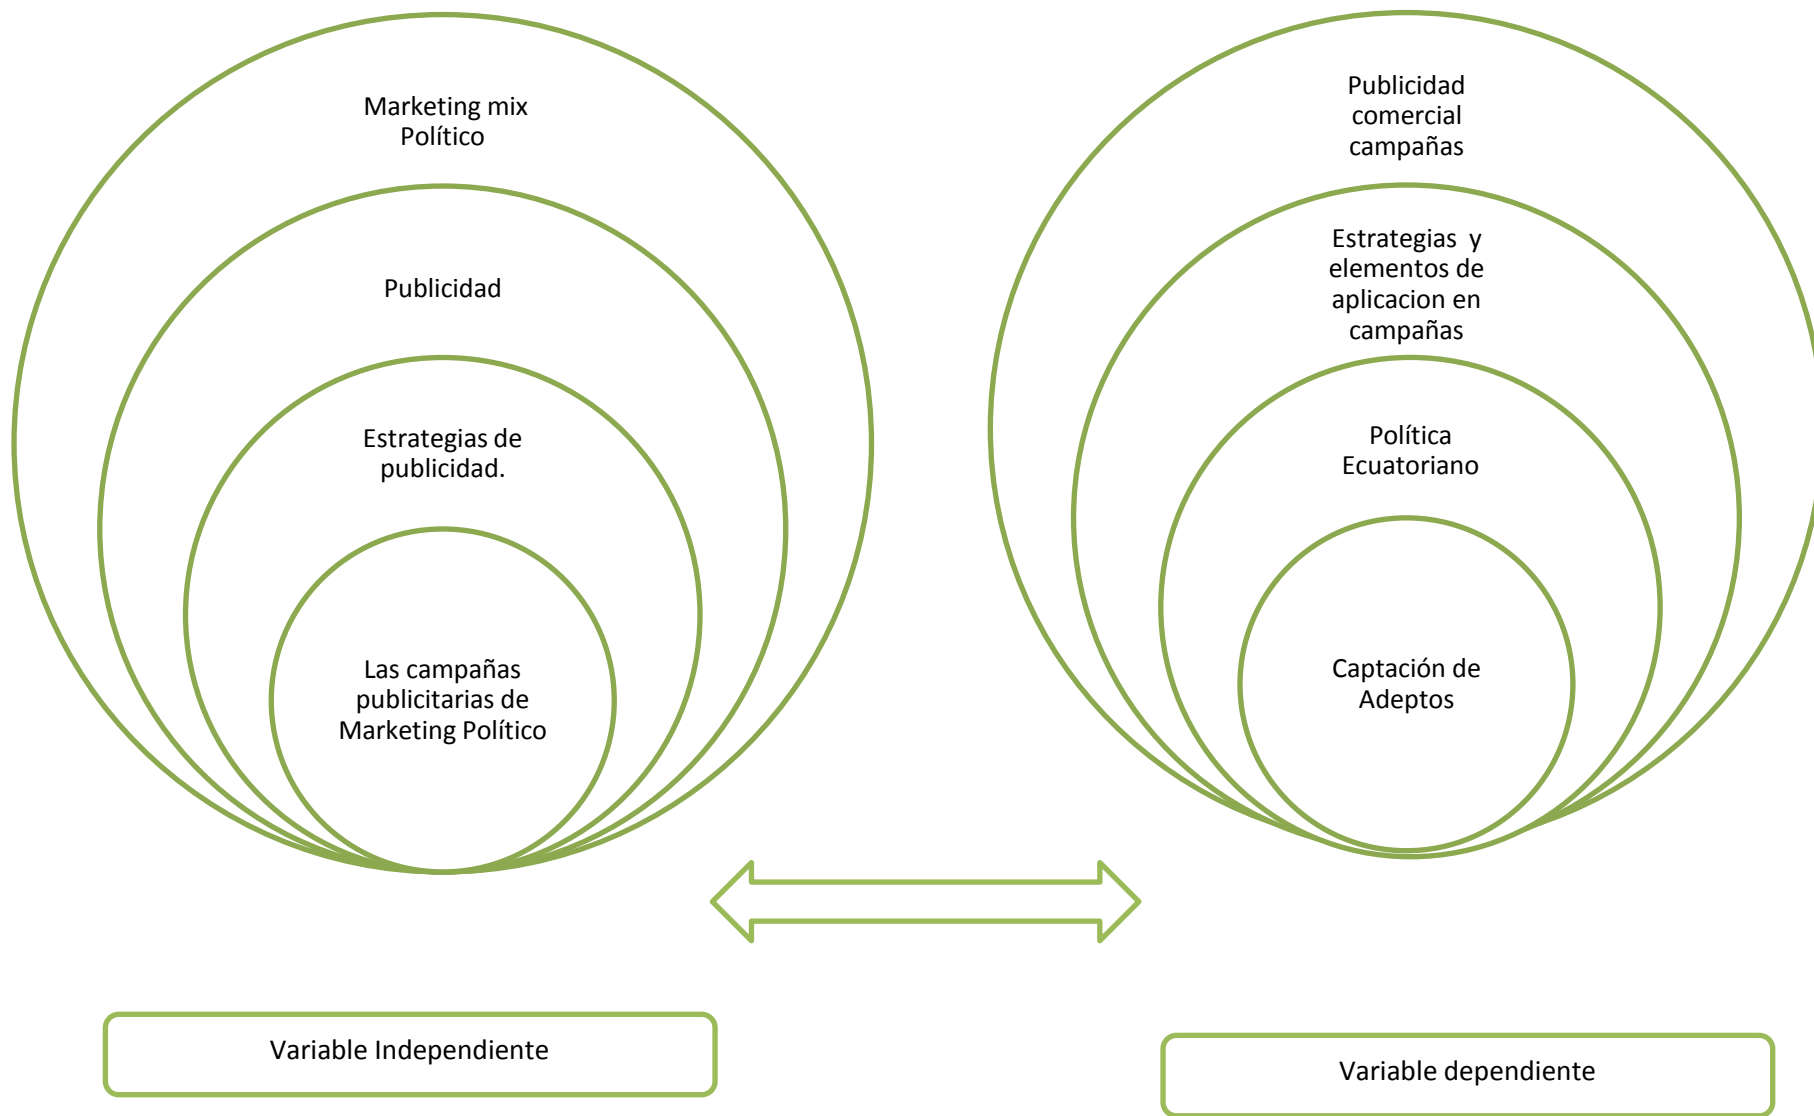 Marketing mix
Político
Publicidad
Estrategias de
publicidad.
Las campañas
publicitarias de
Marketing Político
Variable Independiente
Publicidad
comercial
campañas
Estrategias  y
elementos de
aplicacion en
campañas
Política
Ecuatoriano
Captación de
Adeptos
Variable dependiente